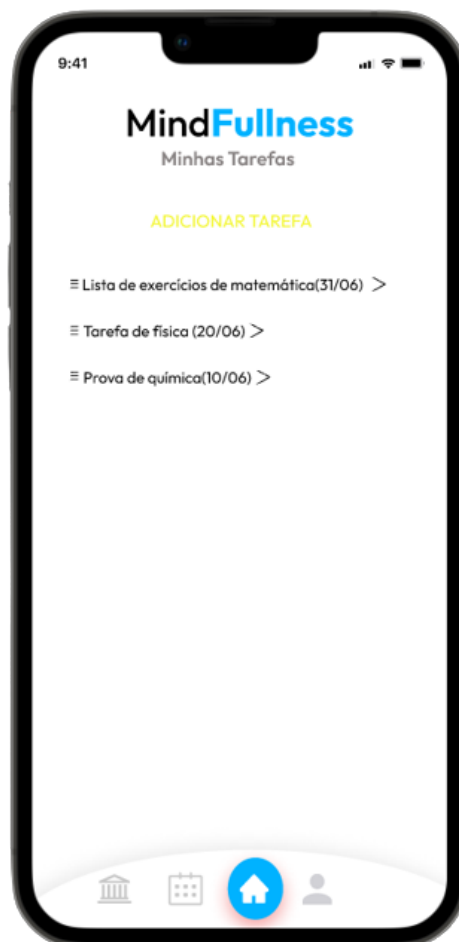 9:41
MindFullness
Minhas Tarefas
ADICIONAR TAREFA
Lista de exercícios de matemática(31/06) >
Tarefa de física (20/06) >
Prova de química(10/06) >